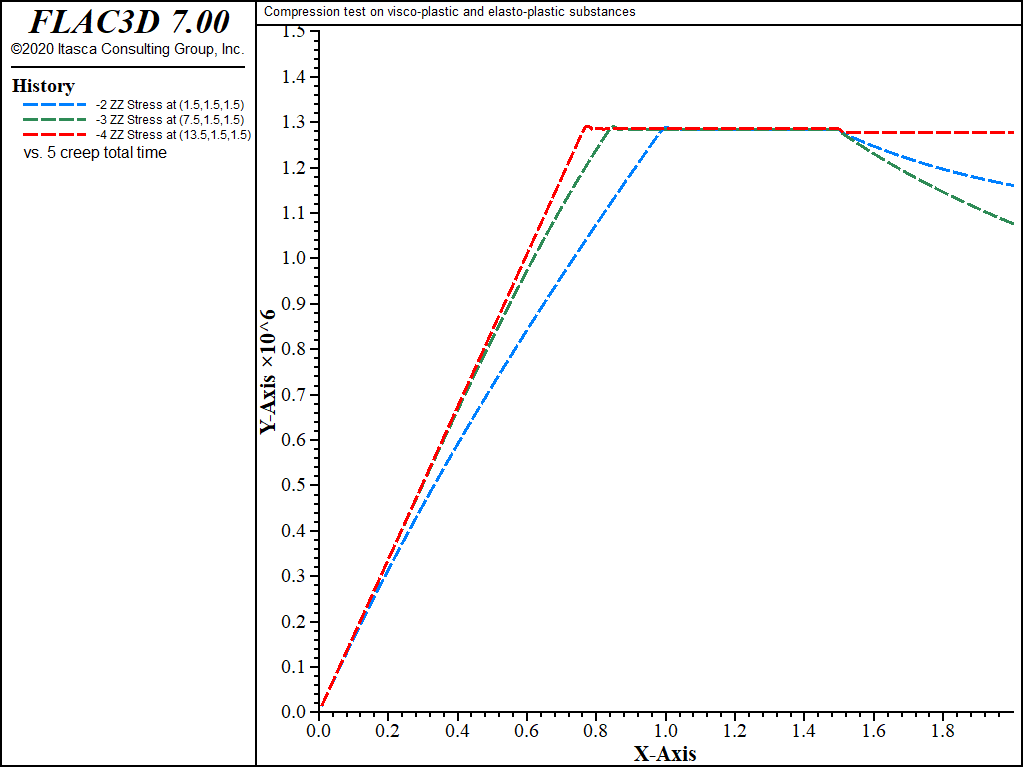 FLAC3D 7.00
©2020 Itasca Consulting Group, Inc.
History
-2 ZZ Stress at (1.5,1.5,1.5)
-3 ZZ Stress at (7.5,1.5,1.5)
-4 ZZ Stress at (13.5,1.5,1.5)
vs. 5 creep total time
Compression test on visco-plastic and elasto-plastic substances
1.5
1.4
1.3
1.2
1.1
1.0
0.9
0.8
0.7
0.6
0.5
0.4
0.3
0.2
0.1
0.0
Y-Axis ×10^6
0.0 0.2 0.4 0.6 0.8 1.0 1.2 1.4 1.6 1.8
X-Axis